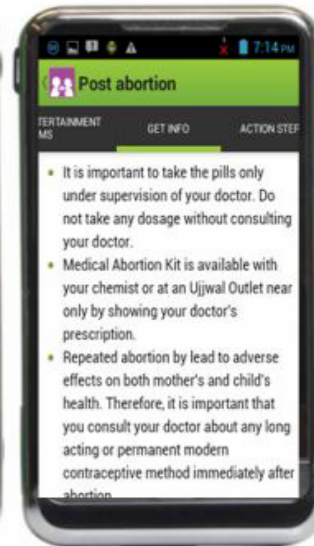 7:14 PM
Post abortion
TERTAINMENT
MS
GET INFO
ACTION STEP
It is important to take the pills only
under supervision of your doctor. Do
not take any dosage without consulting
your doctor.
Medical Abortion Kit is available with
your chemist or at an Ujjwal Outlet near
only by showing your doctor's
prescription.
Repeated abortion by lead to adverse
effects on both mother's and child's
health. Therefore, it is important that
you consult your doctor about any long
acting or permanent modern
contraceptive method immediately after
abortion